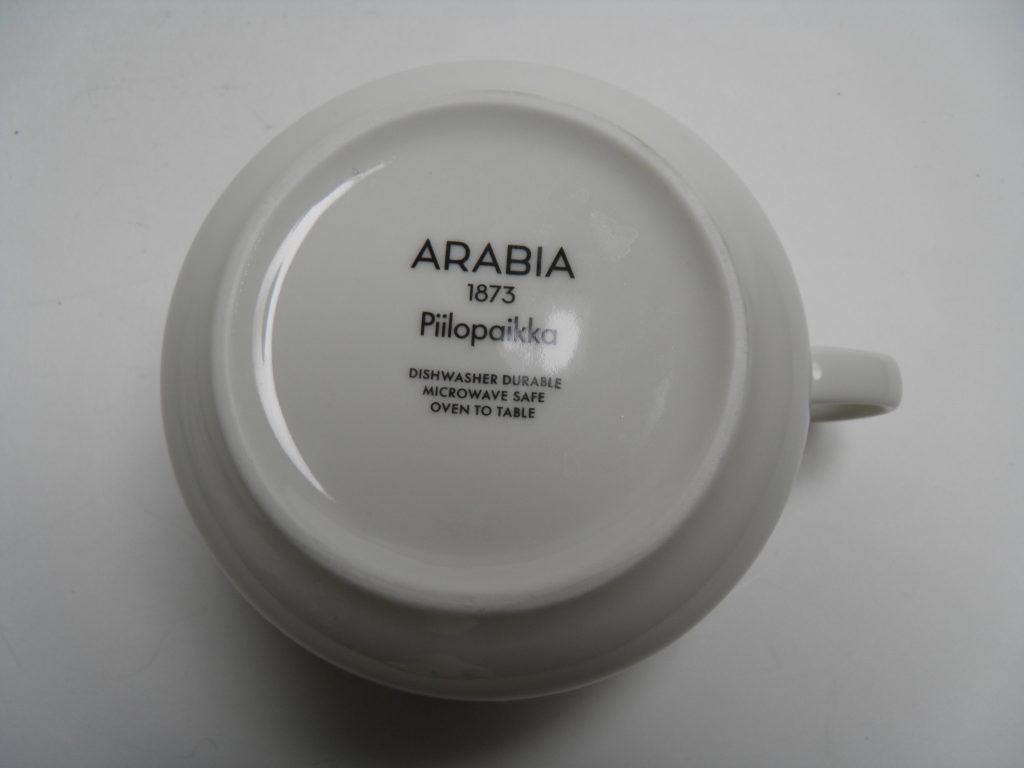 ARABIA
1873
Piilopaikka
DISHWASHER DURABLE
MICROWAVE SAFE
OVEN TO TABLE